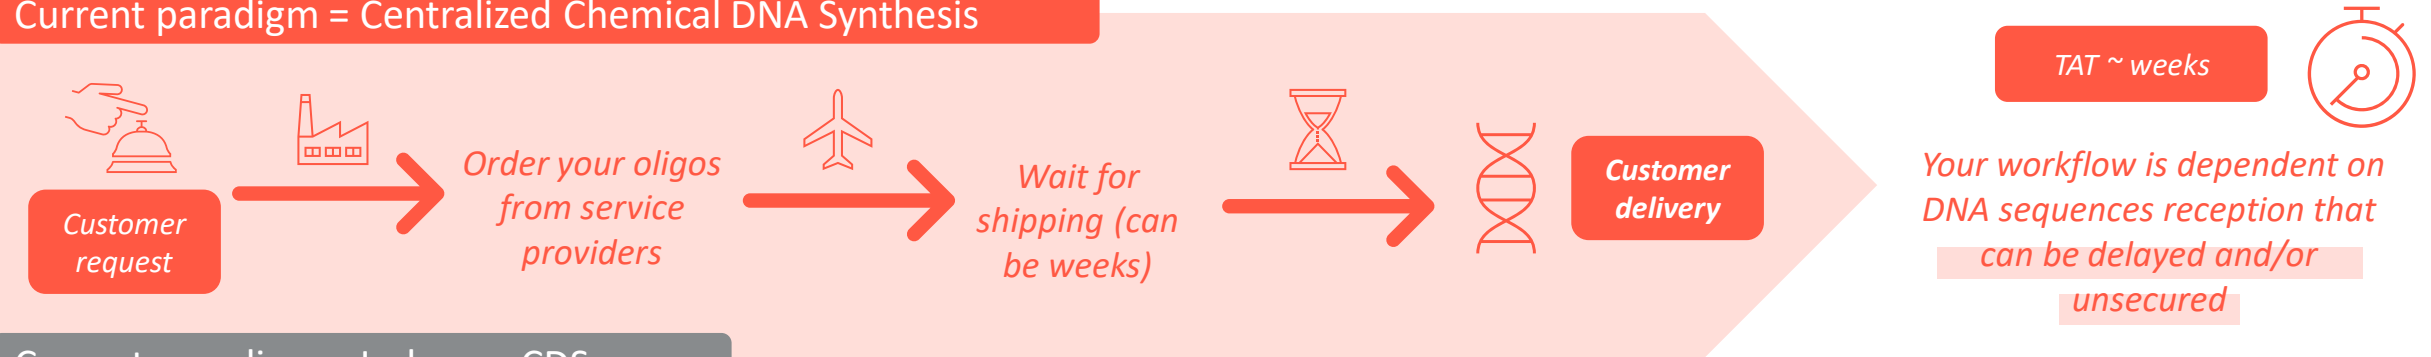 Current paradigm = Centralized Chemical DNA Synthesis
TAT ~ weeks
Customer
request
Order your oligos
from service
providers
Wait for
shipping (can
be weeks)
Customer
delivery
Your workflow is dependent on
DNA sequences reception that
can be delayed and/or
unsecured